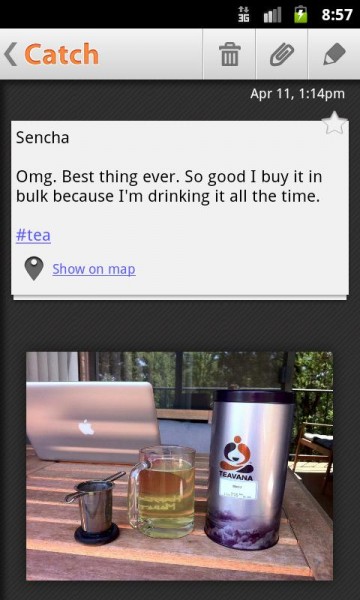 3G 8:57
Catch
Apr 11, 1:14pm
Sencha
Omg. Best thing ever. So good I buy it in
bulk because I'm drinking it all the time.
#tea
Show on map
TEAVANA